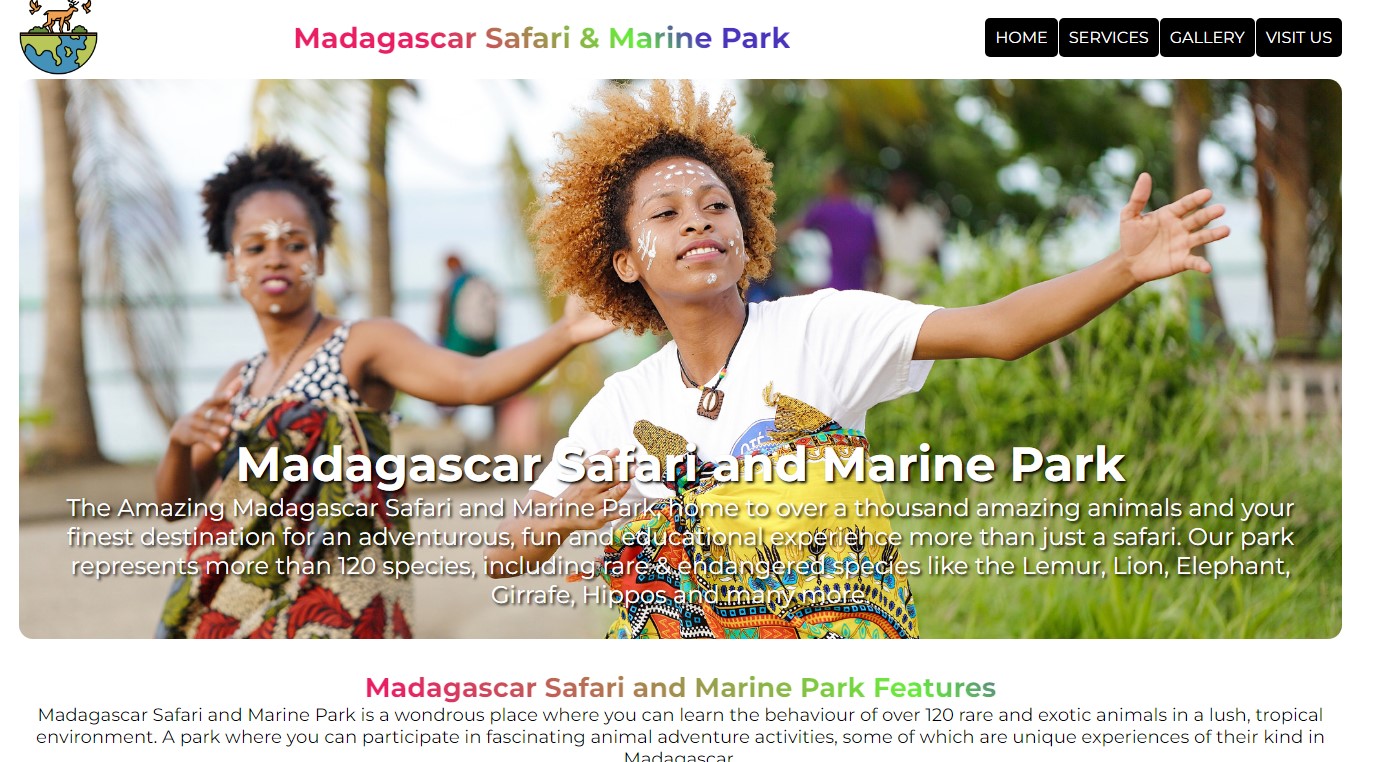 Madagascar Safari & Marine Park
HOME
SERVICES
GALLERY
VISIT US
Madagascar Safari and Marine Park
The Amazing Madagascar Safari and Marine Park, home to over a thousand amazing animals and your
finest destination for an adventurous, fun and educational experience more than just a safari. Our park
represents more than 120 species, including rare & endangered species like the Lemur, Lion, Elephant,
Girrafe, Hippos and many more.
Madagascar Safari and Marine Park Features
Madagascar Safari and Marine Park is a wondrous place where you can learn the behaviour of over 120 rare and exotic animals in a lush, tropical
environment. A park where you can participate in fascinating animal adventure activities, some of which are unique experiences of their kind in
Madagascar